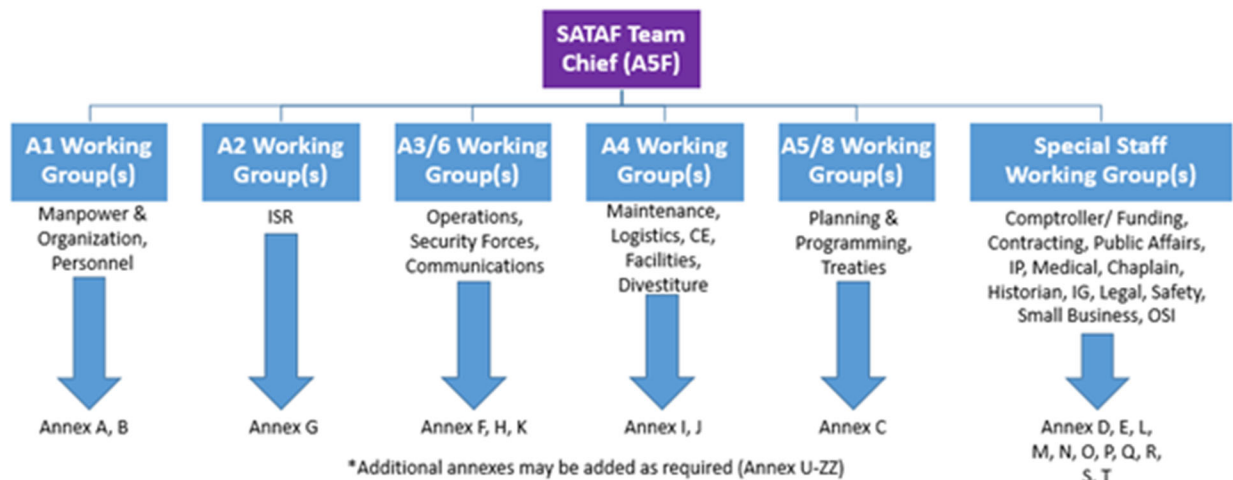 SATAF Team
Chief (A5F)
A1 Working
Group(s)
Manpower &
Organization,
Personnel
Annex A, B
A2 Working
Group(s)
ISR
Annex G
A3/6 Working
Group(s)
Operations,
Security Forces,
Communications
Annex F, H, K
A4 Working
Group(s)
Maintenance,
Logistics, CE,
Facilities,
Divestiture
Annex I, J
A5/8 Working
Group(s)
Planning &
Programming,
Treaties
Annex C
Special Staff
Working Group(s)
Comptroller/ Funding,
Contracting, Public Affairs,
IP, Medical, Chaplain,
Historian, IG, Legal, Safety,
Small Business, OSI
Annex D, E, L,
M, N, O, P, Q, R,
S, T
*Additional annexes may be added as required (Annex U-ZZ)